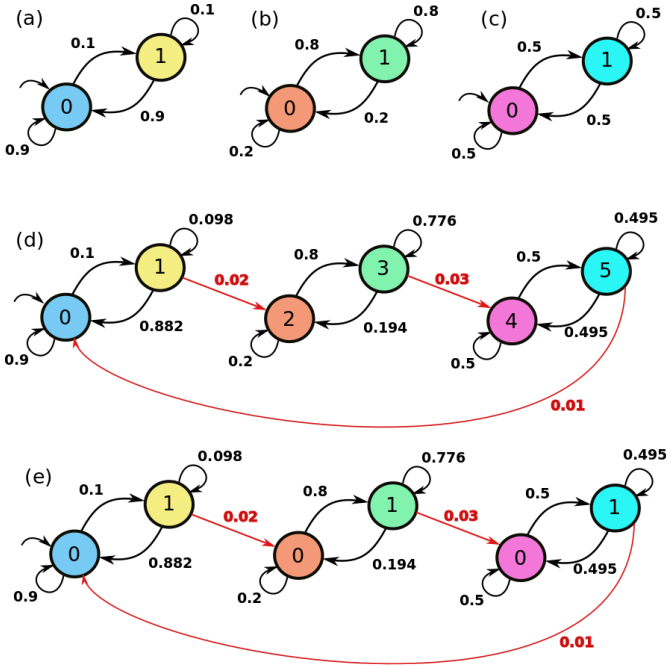 (a) 0.1 0.1 1 0 0.9 0.9
(b) 0.8 0.8 1 0 0.2 0.2
(c) 0.5 0.5 1 0 0.5 0.5
(d) 0.1 0.098 1 0.02 0 0.882 0.9
0.8 0.776 3 0.03 2 0.194 0.2
0.5 0.495 5 4 0.495 0.5
0.01
(e) 0.1 0.098 1 0.02 0 0.882 0.9
0.8 0.776 1 0.03 0 0.194 0.2
0.5 0.495 1 0 0.495 0.5
0.01